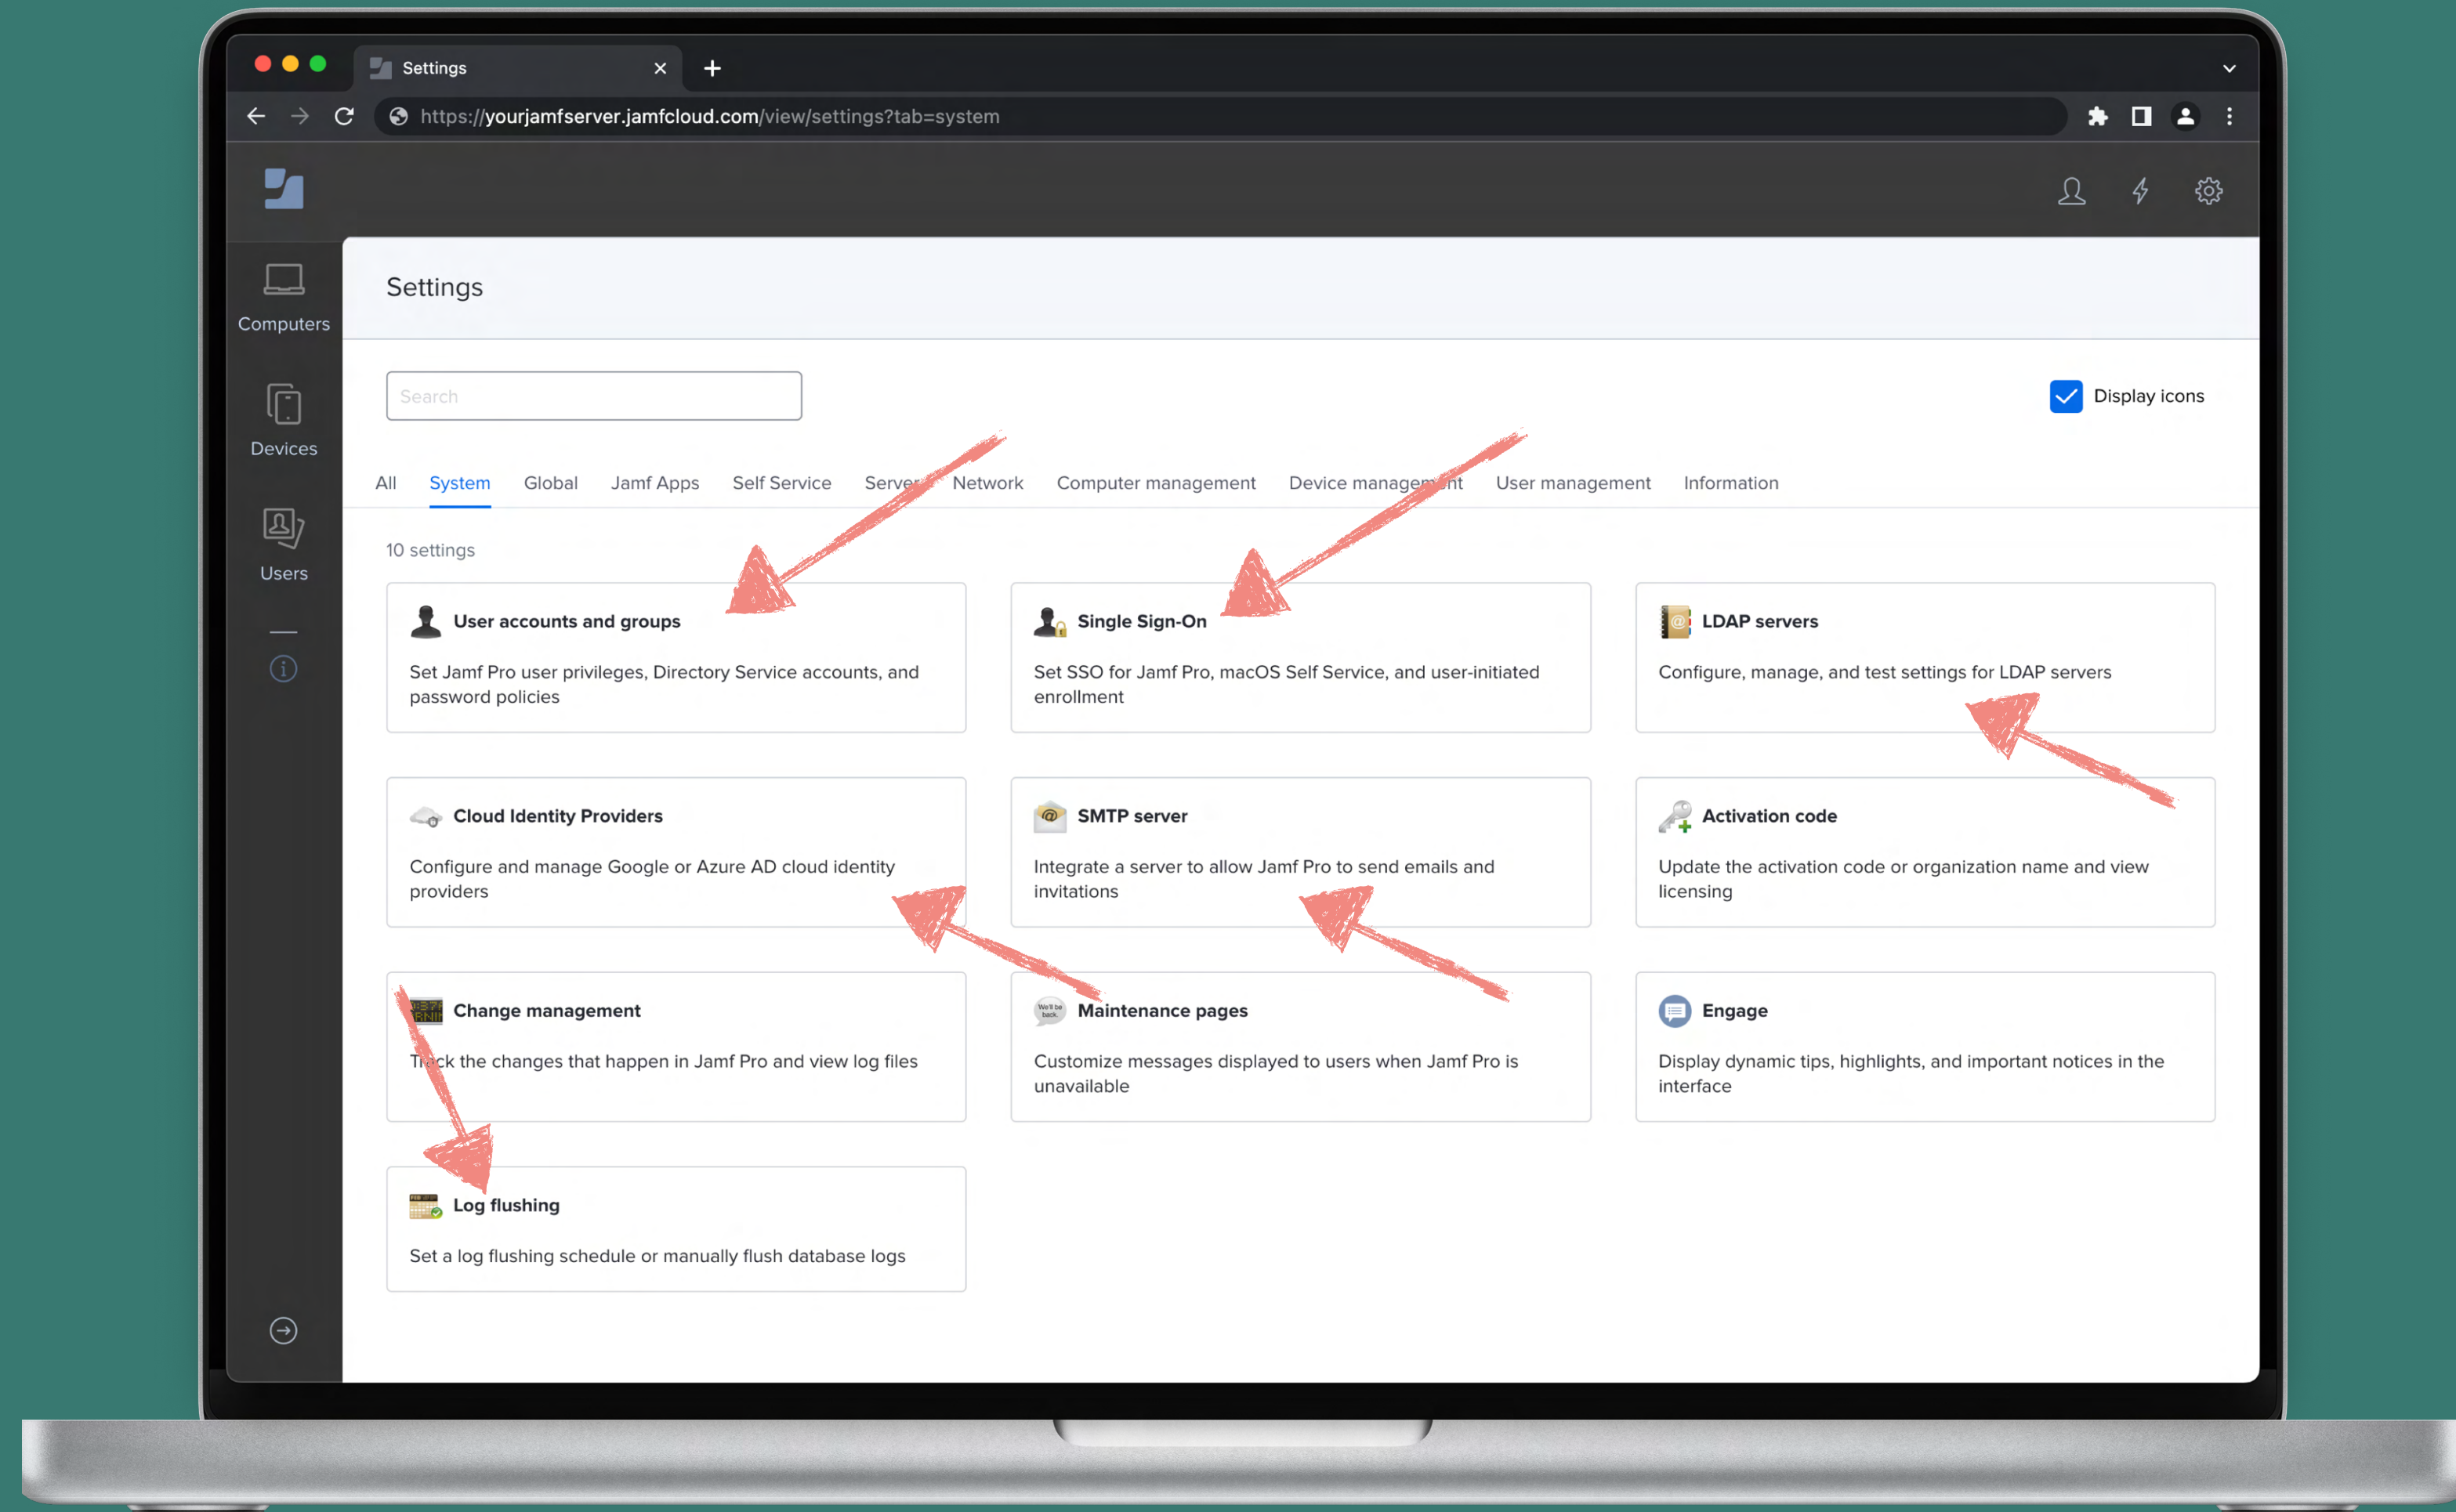 Settings
https://yourjamfserver.jamfcloud.com/view/settings?tab=system
Settings
Computers
Devices
Users
Search
Display icons
All System Global Jamf Apps Self Service Server Network Computer management Device management User management Information
10 settings
User accounts and groups
Set Jamf Pro user privileges, Directory Service accounts, and
password policies
Single Sign-On
Set SSO for Jamf Pro, macOS Self Service, and user-initiated
enrollment
LDAP servers
Configure, manage, and test settings for LDAP servers
Cloud Identity Providers
Configure and manage Google or Azure AD cloud identity
providers
SMTP server
Integrate a server to allow Jamf Pro to send emails and
invitations
Activation code
Update the activation code or organization name and view
licensing
Change management
Track the changes that happen in Jamf Pro and view log files
We'll be
back.
Maintenance pages
Customize messages displayed to users when Jamf Pro is
unavailable
Engage
Display dynamic tips, highlights, and important notices in the
interface
Log flushing
Set a log flushing schedule or manually flush database logs